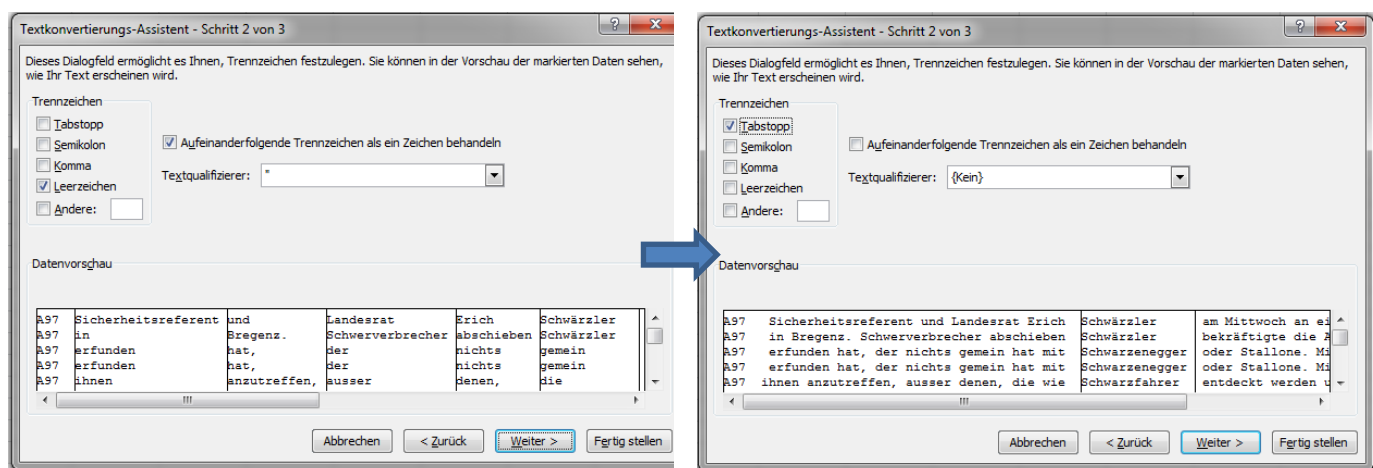 Textkonvertierungs-Assistent - Schritt 2 von 3
Dieses Dialogfeld ermöglicht es Ihnen, Trennzeichen festzulegen. Sie können in der Vorschau der markierten Daten sehen,
wie Ihr Text erscheinen wird.
Trennzeichen
Tabstopp
Semikolon
Komma
Leerzeichen
Andere:
Aufeinanderfolgende Trennzeichen als ein Zeichen behandeln
Textqualifizierer: "
Datenvorschau
A97 Sicherheitsreferent und Landesrat Erich Schwärzler
A97 in Bregenz. Schwerverbrecher abschieben Schwärzler
A97 erfunden hat, der nichts gemein
A97 erfunden hat, der nichts gemein
A97 ihnen anzutreffen, ausser denen, die
Abbrechen < Zurück Weiter > Fertig stellen
Textkonvertierungs-Assistent - Schritt 2 von 3
Dieses Dialogfeld ermöglicht es Ihnen, Trennzeichen festzulegen. Sie können in der Vorschau der markierten Daten sehen,
wie Ihr Text erscheinen wird.
Trennzeichen
Tabstopp
Semikolon
Komma
Leerzeichen
Andere:
Aufeinanderfolgende Trennzeichen als ein Zeichen behandeln
Textqualifizierer: {Kein}
Datenvorschau
A97 Sicherheitsreferent und Landesrat Erich Schwärzler am Mittwoch an ei
A97 in Bregenz. Schwerverbrecher abschieben Schwärzler bekräftigte die A
A97 erfunden hat, der nichts gemein hat mit Schwarzenegger oder Stallone. Mi
A97 erfunden hat, der nichts gemein hat mit Schwarzenegger oder Stallone. Mi
A97 ihnen anzutreffen, ausser denen, die wie Schwarzfahrer entdeckt werden u
Abbrechen < Zurück Weiter > Fertig stellen